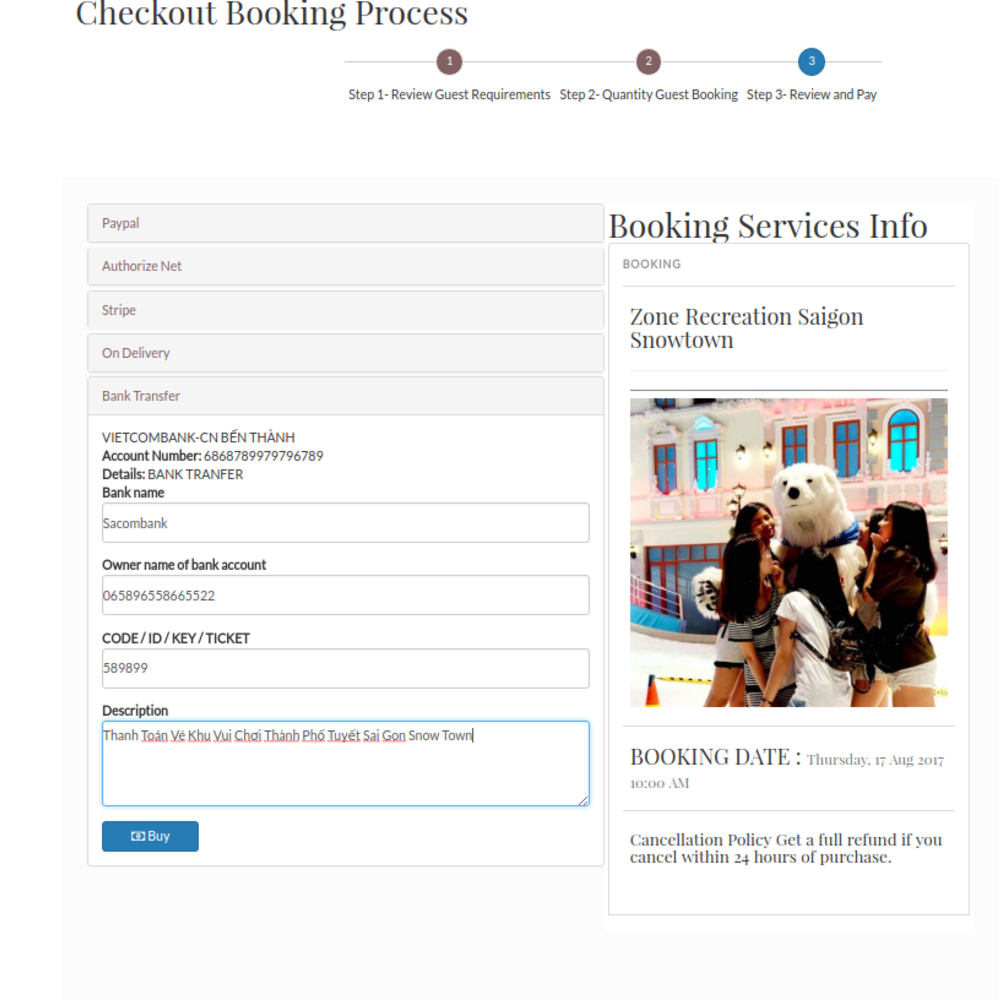 Checkout Booking Process
1
2
3
Step 1- Review Guest Requirements
Step 2- Quantity Guest Booking
Step 3- Review and Pay
Paypal
Authorize Net
Stripe
On Delivery
Bank Transfer
VIETCOMBANK-CN BẾN THÀNH
Account Number: 6868789979796789
Details: BANK TRANFER
Bank name
Sacombank
Owner name of bank account
065896558665522
CODE / ID / KEY / TICKET
589899
Description
Thanh Toán Vé Khu Vui Chơi Thành Phố Tuyết Sai Gon Snow Town
Buy
Booking Services Info
BOOKING
Zone Recreation Saigon
Snowtown
BOOKING DATE : Thursday, 17 Aug 2017
10:00 AM
Cancellation Policy Get a full refund if you
cancel within 24 hours of purchase.